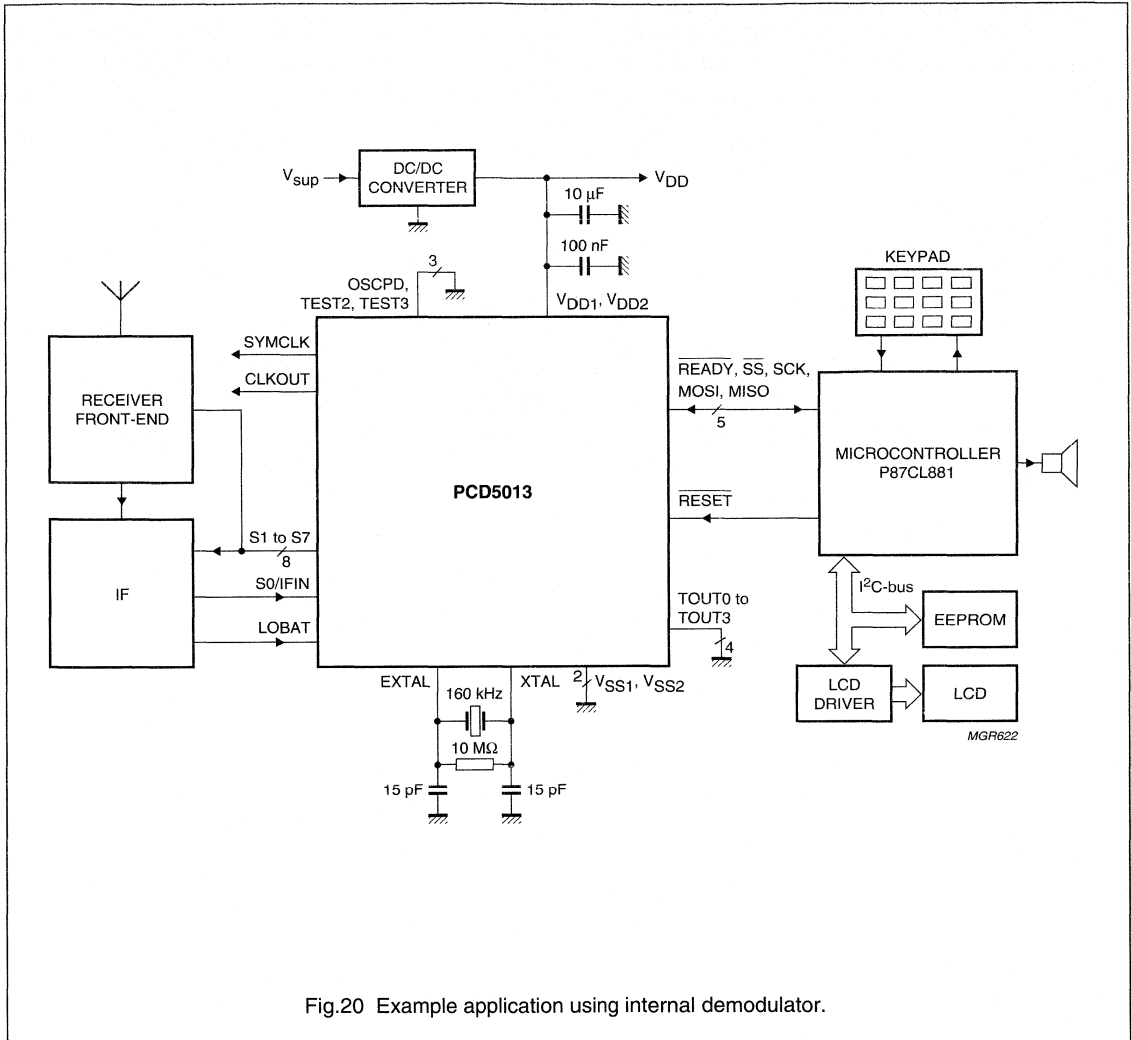 V_sup
DC/DC
CONVERTER
V_DD
10 µF
100 nF
3
OSCPD,
TEST2, TEST3
V_DD1, V_DD2
KEYPAD
SYMCLK
CLKOUT
RECEIVER
FRONT-END
READY, SS, SCK,
MOSI, MISO
5
MICROCONTROLLER
P87CL881
PCD5013
RESET
S1 to S7
8
IF
S0/IFIN
LOBAT
TOUT0 to
TOUT3
4
I²C-bus
EEPROM
LCD
DRIVER
LCD
EXTAL
160 kHz
XTAL
2
V_SS1, V_SS2
10 MΩ
15 pF
15 pF
MGR622
Fig.20 Example application using internal demodulator.